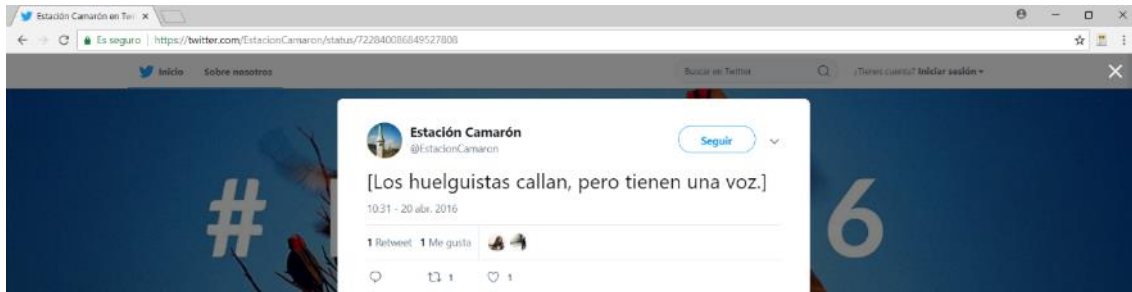 Estación Camarón en Twi
Es seguro | https://twitter.com/EstacionCamaron/status/722840086849527808
Inicio Sobre nosotros Buscar en Twitter ¿Tienes cuenta? Iniciar sesión
Estación Camarón
@EstacionCamaron
Seguir
[Los huelguistas callan, pero tienen una voz.]
10:31 - 20 abr. 2016
1 Retweet 1 Me gusta
1 1
# 6